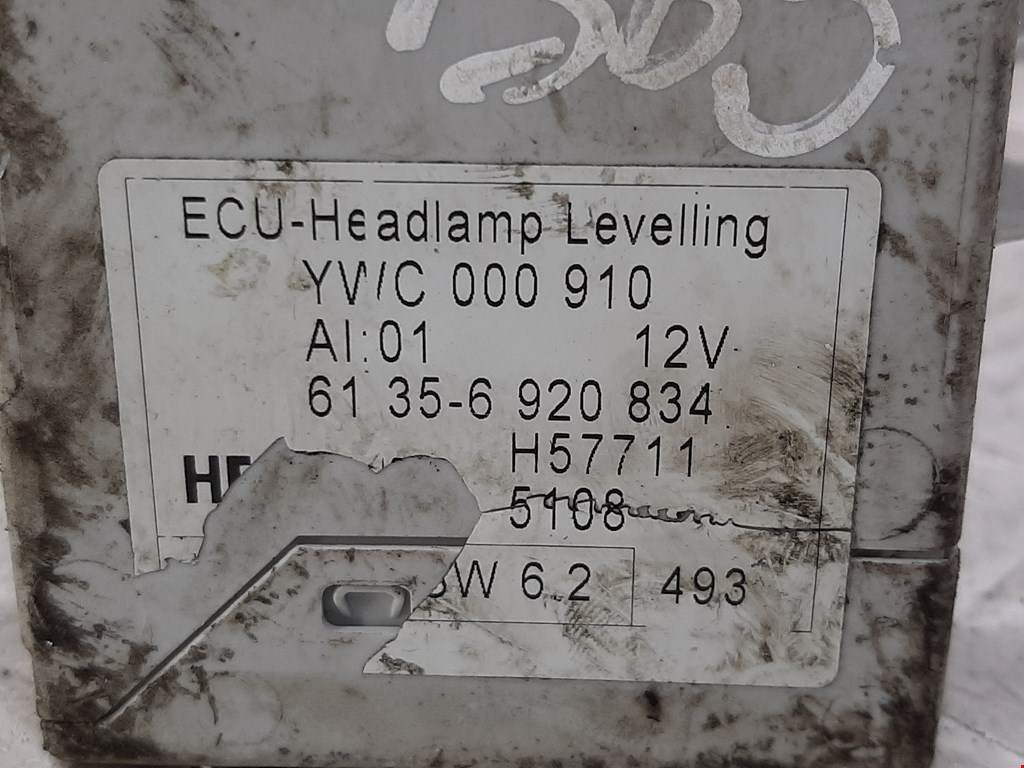 ECU-Headlamp Levelling
YWC 000 910
AI:01 12V
61 35-6 920 834
H57711
5108
6.2 493